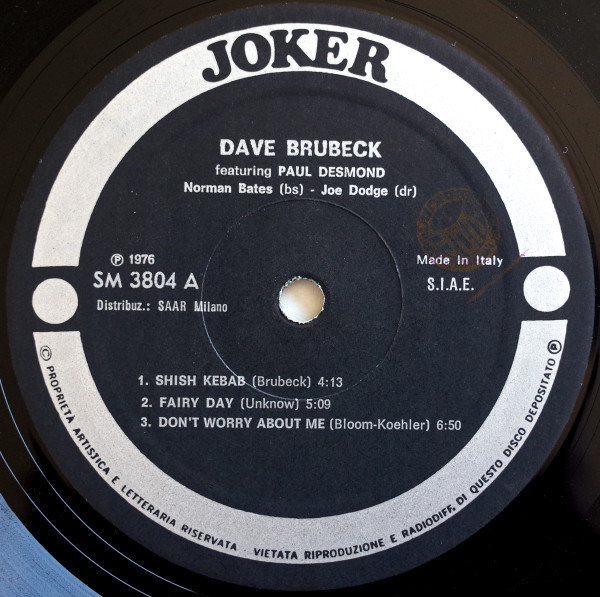 JOKER
DAVE BRUBECK
featuring PAUL DESMOND
Norman Bates (bs) - Joe Dodge (dr)
Ⓟ 1976
SM 3804 A
Distribuz.: SAAR Milano
Made in Italy
S.I.A.E.
1. SHISH KEBAB (Brubeck) 4:13
2. FAIRY DAY (Unknow) 5:09
3. DON'T WORRY ABOUT ME (Bloom-Koehler) 6:50
© PROPRIETÀ ARTISTICA E LETTERARIA RISERVATA VIETATA RIPRODUZIONE E RADIODIFF. DI QUESTO DISCO DEPOSITATO Ⓟ